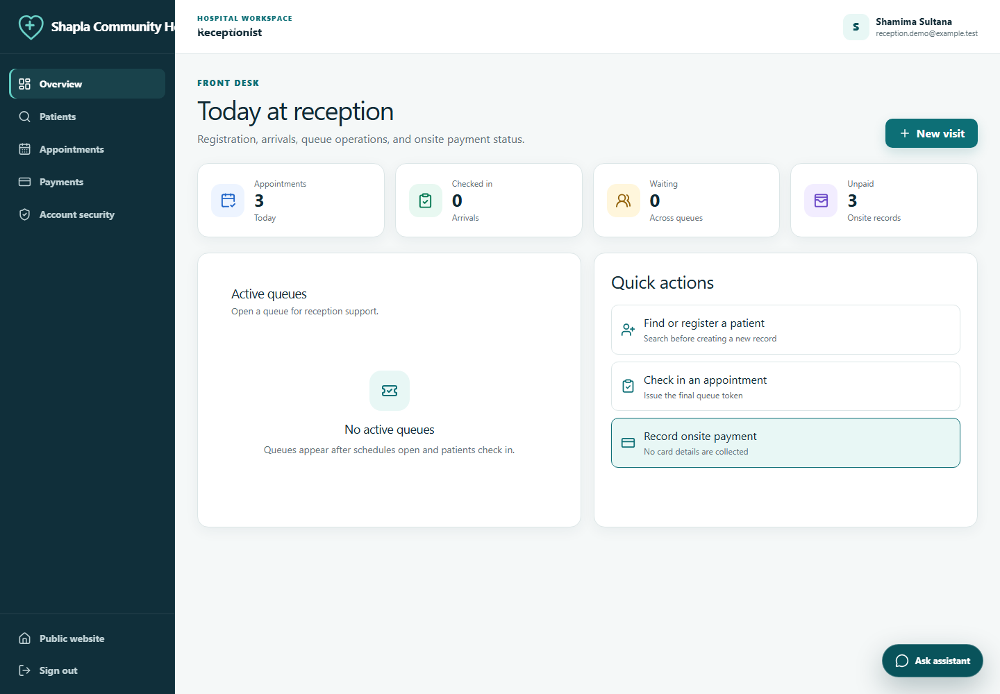 Shapla Community
HOSPITAL WORKSPACE
Receptionist
S
Shamima Sultana
reception.demo@example.test
Overview
Patients
Appointments
Payments
Account security
Public website
Sign out
FRONT DESK
Today at reception
Registration, arrivals, queue operations, and onsite payment status.
New visit
Appointments
3
Today
Checked in
0
Arrivals
Waiting
0
Across queues
Unpaid
3
Onsite records
Active queues
Open a queue for reception support.
No active queues
Queues appear after schedules open and patients check in.
Quick actions
Find or register a patient
Search before creating a new record
Check in an appointment
Issue the final queue token
Record onsite payment
No card details are collected
Ask assistant